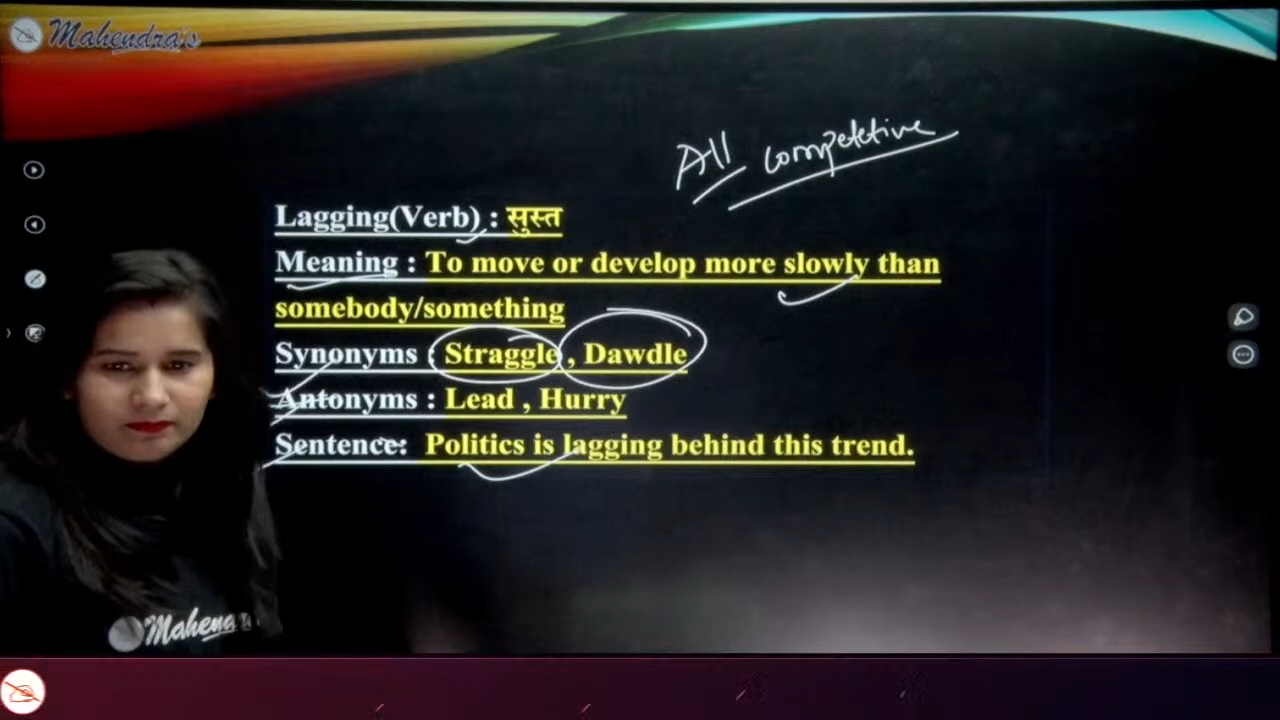 Mahendra's
All competetive
Lagging(Verb) : सुस्त
Meaning : To move or develop more slowly than
somebody/something
Synonyms : Straggle , Dawdle
Antonyms : Lead , Hurry
Sentence: Politics is lagging behind this trend.